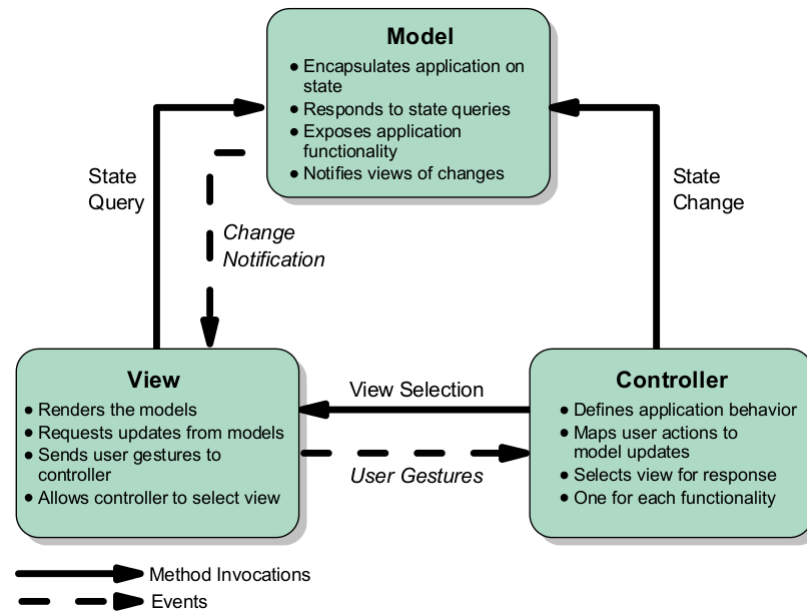 Model
● Encapsulates application on
state
● Responds to state queries
● Exposes application
functionality
● Notifies views of changes
State
Query
Change
Notification
State
Change
View
● Renders the models
● Requests updates from models
● Sends user gestures to
controller
● Allows controller to select view
View Selection
User Gestures
Controller
● Defines application behavior
● Maps user actions to
model updates
● Selects view for response
● One for each functionality
Method Invocations
Events